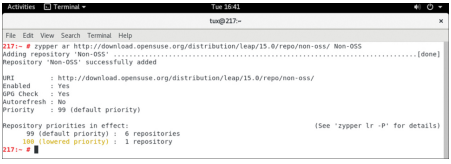 Activities Terminal Tue 16:41
tux@217:~
File Edit View Search Terminal Help
217:~ # zypper ar http://download.opensuse.org/distribution/leap/15.0/repo/non-oss/ Non-OSS
Adding repository 'Non-OSS' ......................................................................[done]
Repository 'Non-OSS' successfully added
URI : http://download.opensuse.org/distribution/leap/15.0/repo/non-oss/
Enabled : Yes
GPG Check : Yes
Autorefresh : No
Priority : 99 (default priority)
Repository priorities in effect: (See 'zypper lr -P' for details)
99 (default priority) : 6 repositories
100 (lowered priority) : 1 repository
217:~ #